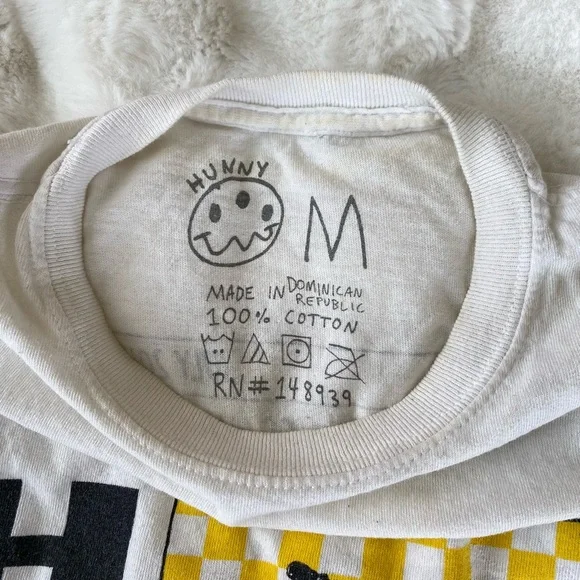 HUNNY
M
MADE IN DOMINICAN REPUBLIC
100% COTTON
RN# 148939
H